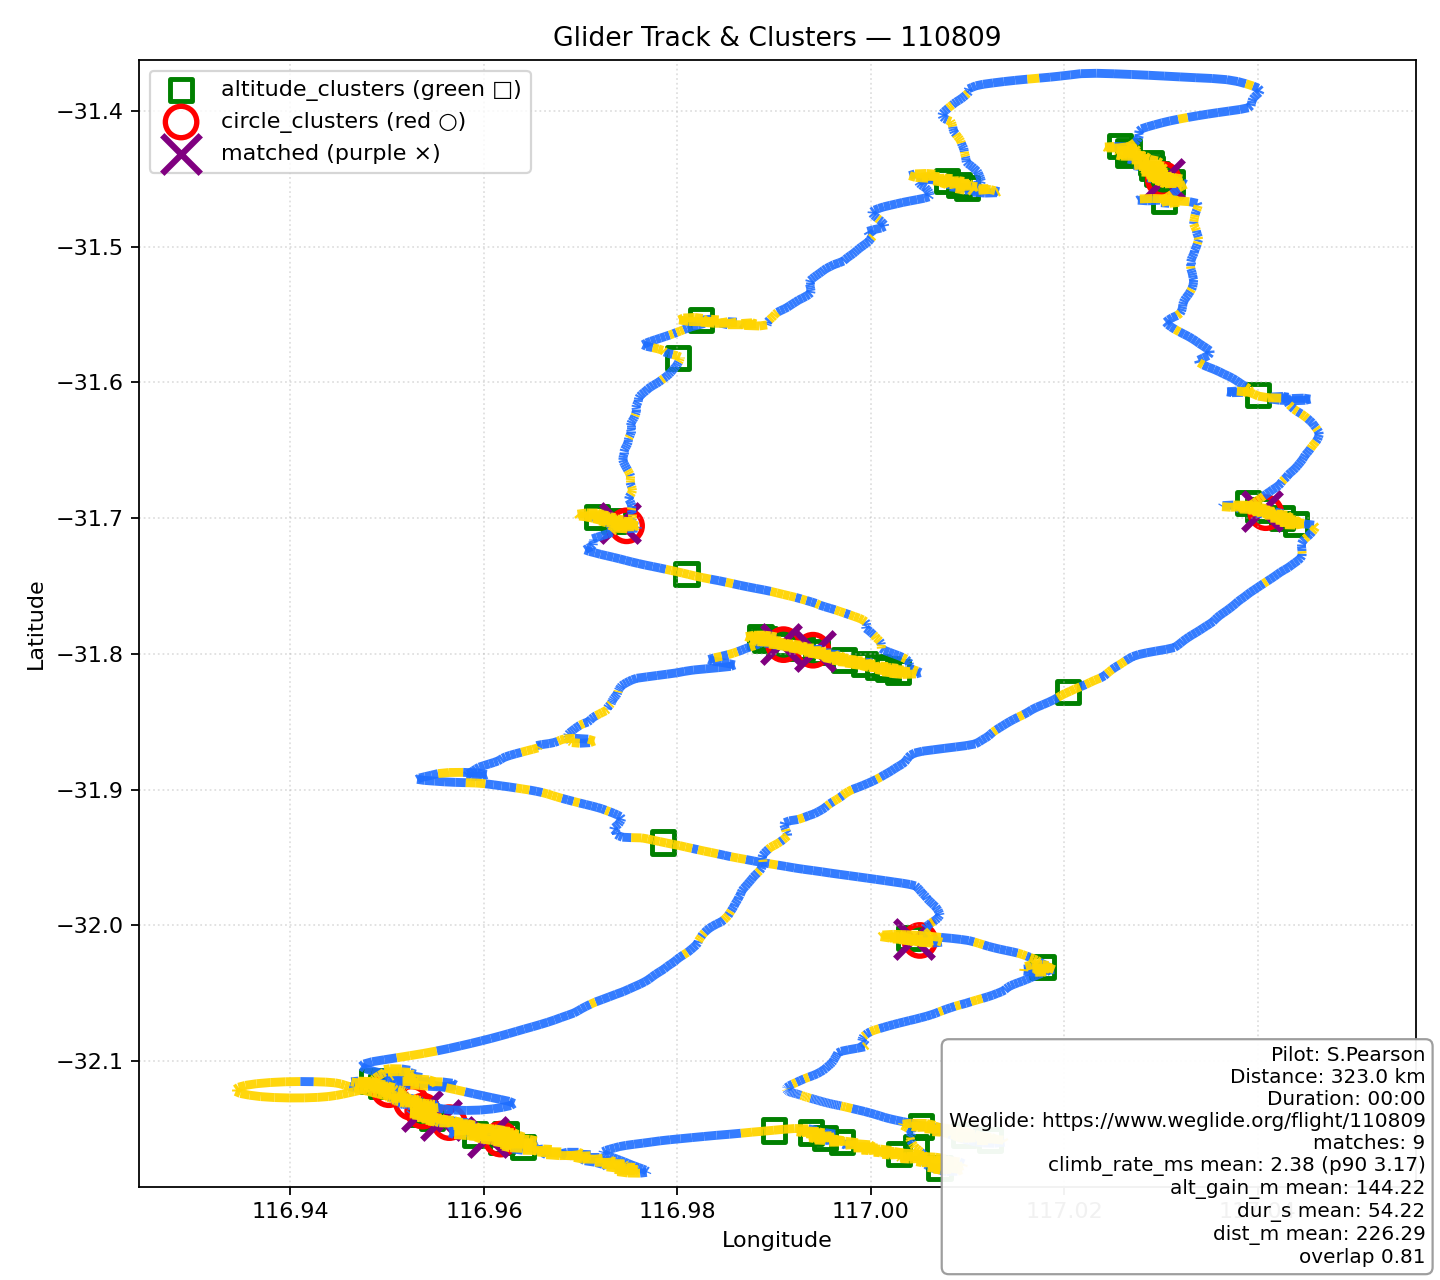 Glider Track & Clusters — 110809
altitude_clusters (green □)
circle_clusters (red ○)
matched (purple ×)
Latitude
−31.4
−31.5
−31.6
−31.7
−31.8
−31.9
−32.0
−32.1
116.94
116.96
116.98
117.00
117.02
Longitude
Pilot: S.Pearson
Distance: 323.0 km
Duration: 00:00
Weglide: https://www.weglide.org/flight/110809
matches: 9
climb_rate_ms mean: 2.38 (p90 3.17)
alt_gain_m mean: 144.22
dur_s mean: 54.22
dist_m mean: 226.29
overlap 0.81